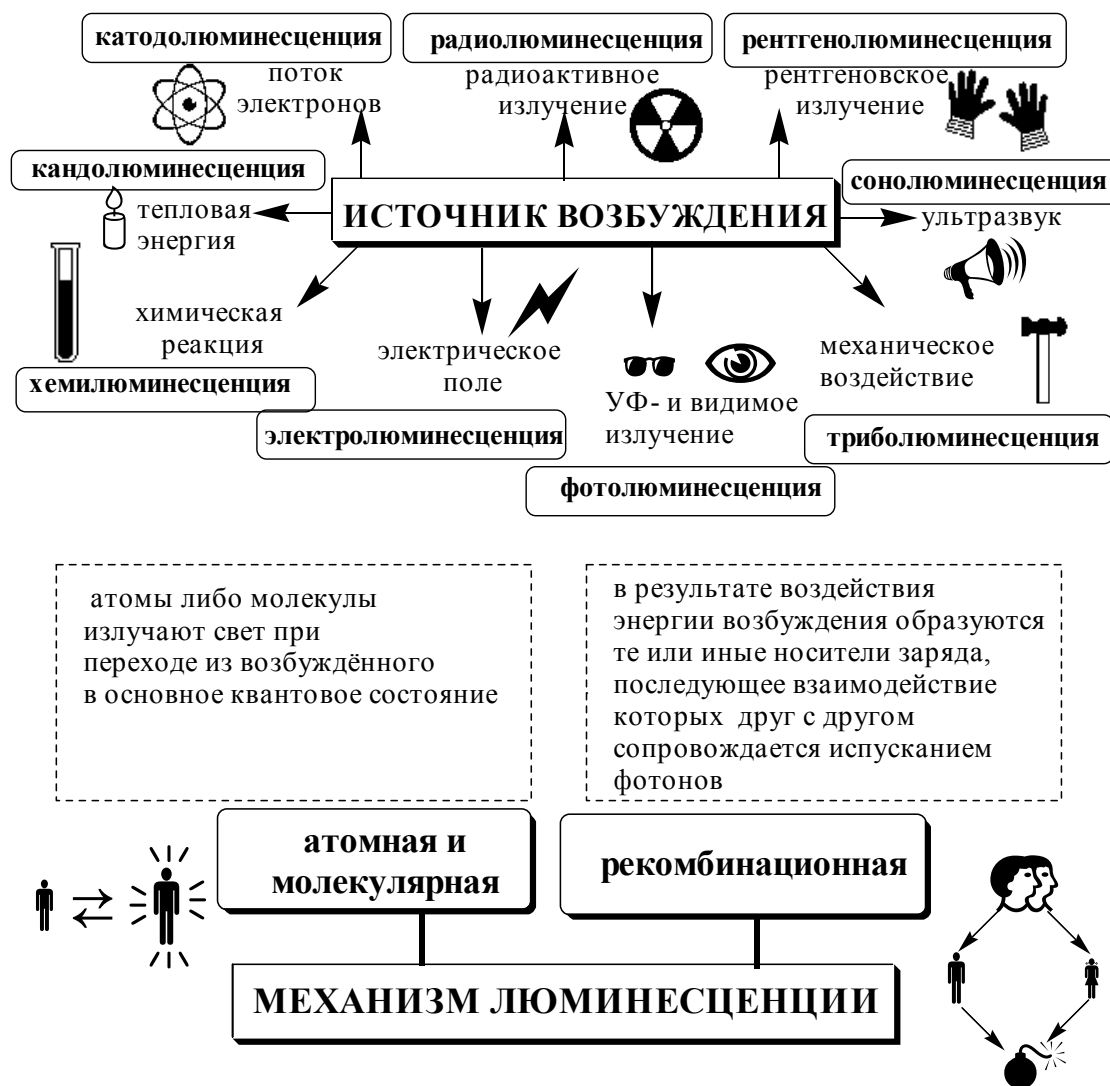 катодолюминесценция
поток
электронов
радиолюминесценция
радиоактивное
излучение
рентгенолюминесценция
рентгеновское
излучение
кандолюминесценция
тепловая
энергия
ИСТОЧНИК ВОЗБУЖДЕНИЯ
сонолюминесценция
ультразвук
химическая
реакция
хемилюминесценция
электрическое
поле
электролюминесценция
УФ- и видимое
излучение
фотолюминесценция
механическое
воздействие
триболюминесценция
атомы либо молекулы
излучают свет при
переходе из возбуждённого
в основное квантовое состояние
в результате воздействия
энергии возбуждения образуются
те или иные носители заряда,
последующее взаимодействие
которых друг с другом
сопровождается испусканием
фотонов
атомная и
молекулярная
рекомбинационная
МЕХАНИЗМ ЛЮМИНЕСЦЕНЦИИ